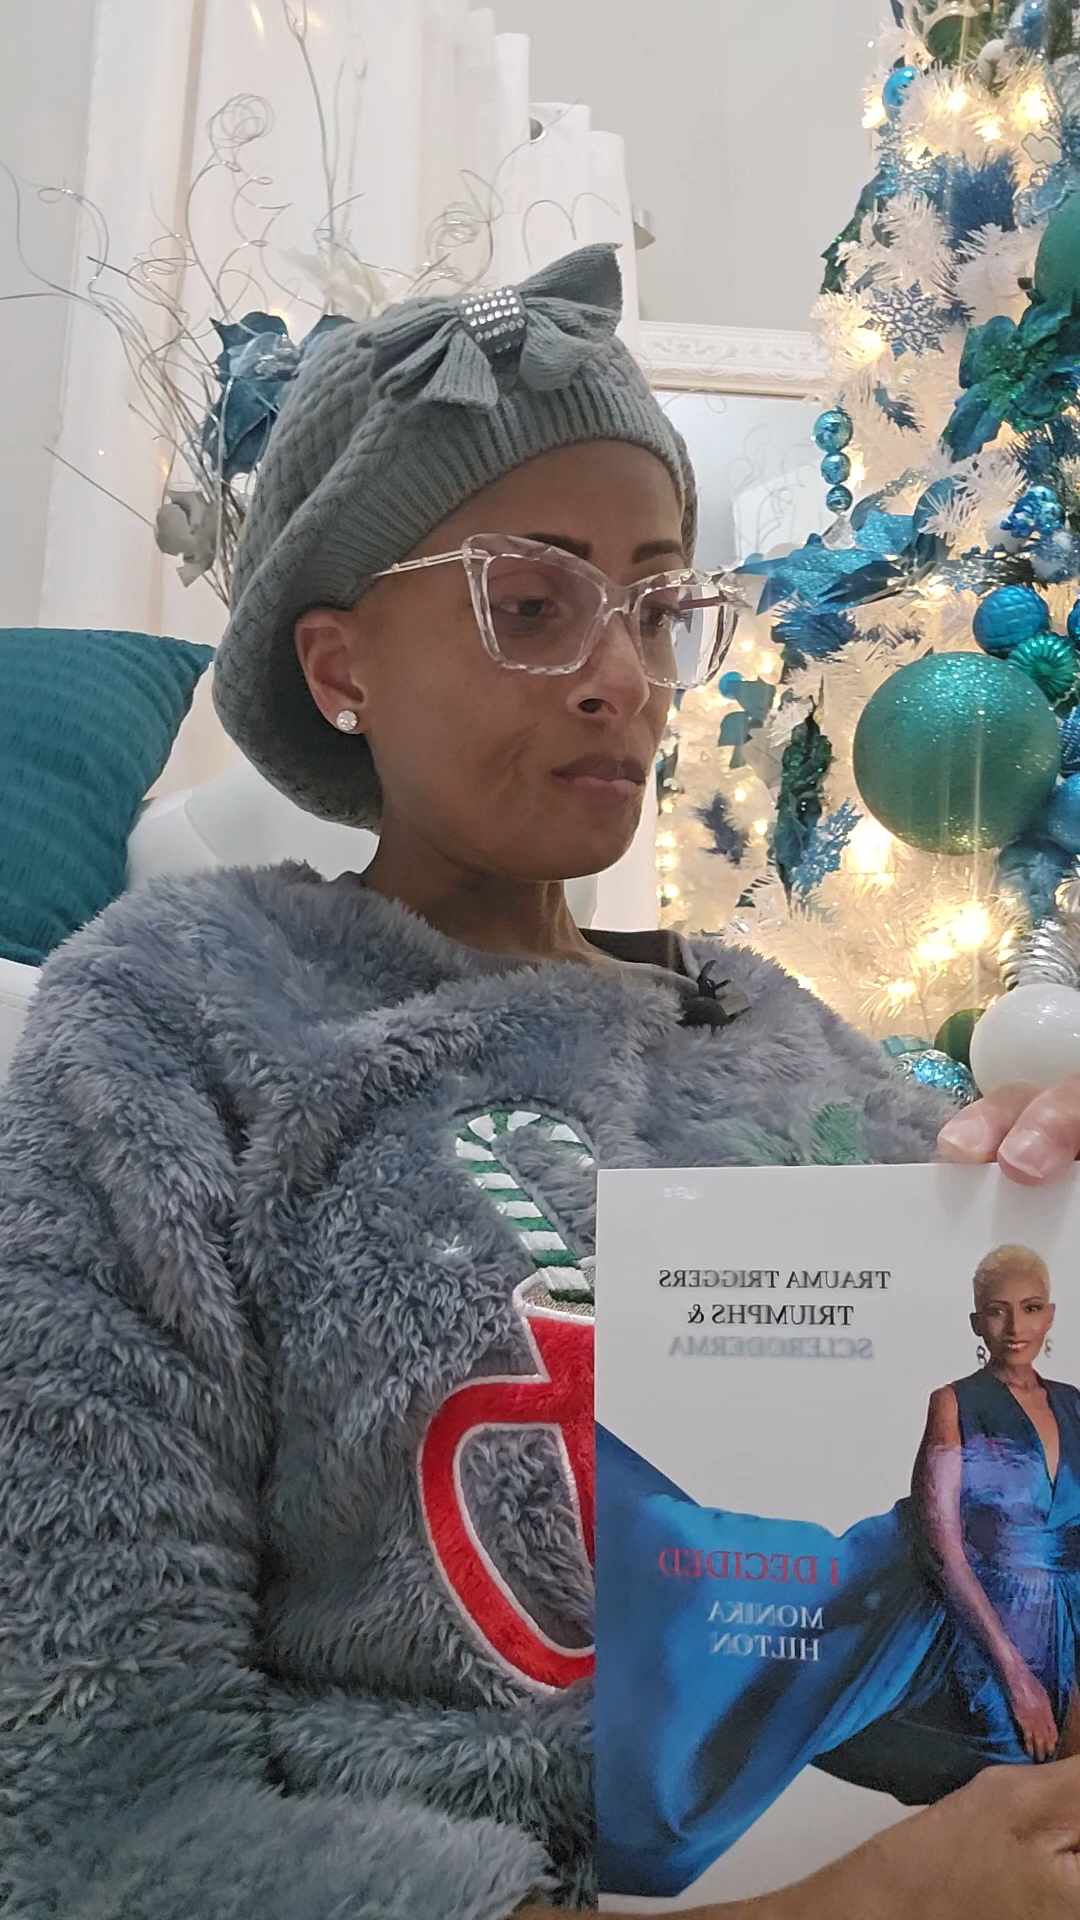 TRAUMA TRIGGERS
TRIUMPHS &
SCLERODERMA
I DECIDED
MONIKA
HILTON